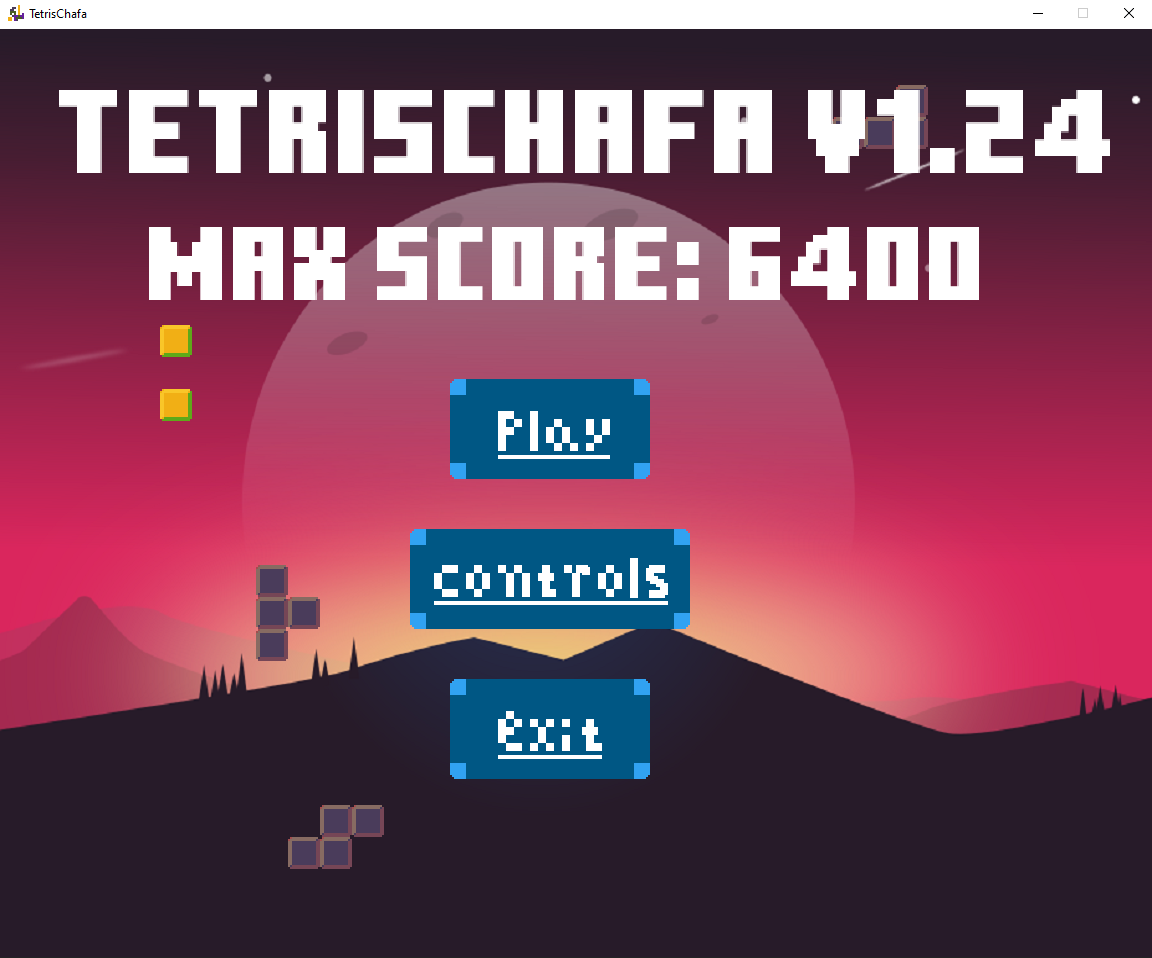 TetrisChafa
TETRISCHAFA V1.24
MAX SCORE: 6400
Play
controls
Exit